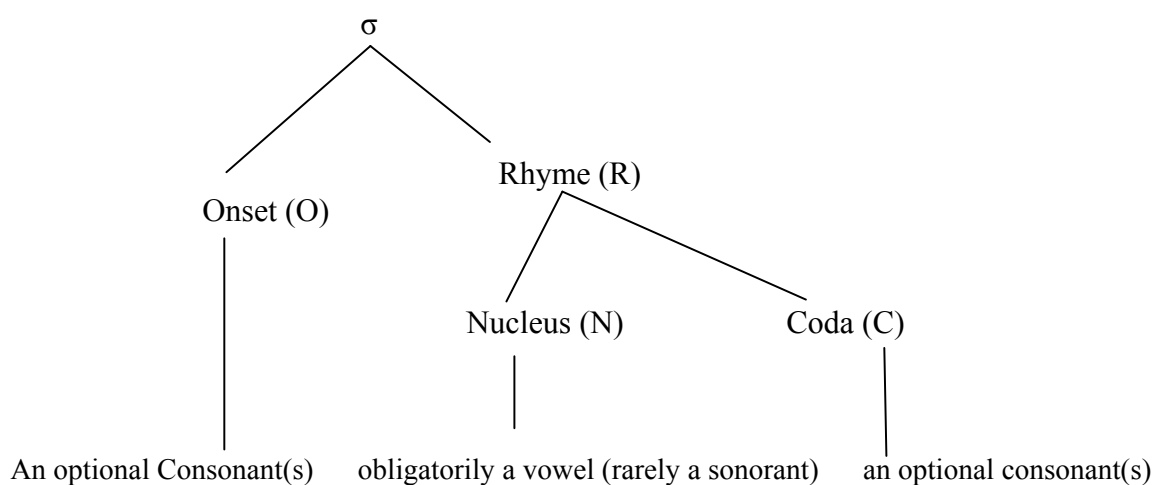 σ
Rhyme (R)
Onset (O)
Nucleus (N) Coda (C)
An optional Consonant(s) obligatorily a vowel (rarely a sonorant) an optional consonant(s)